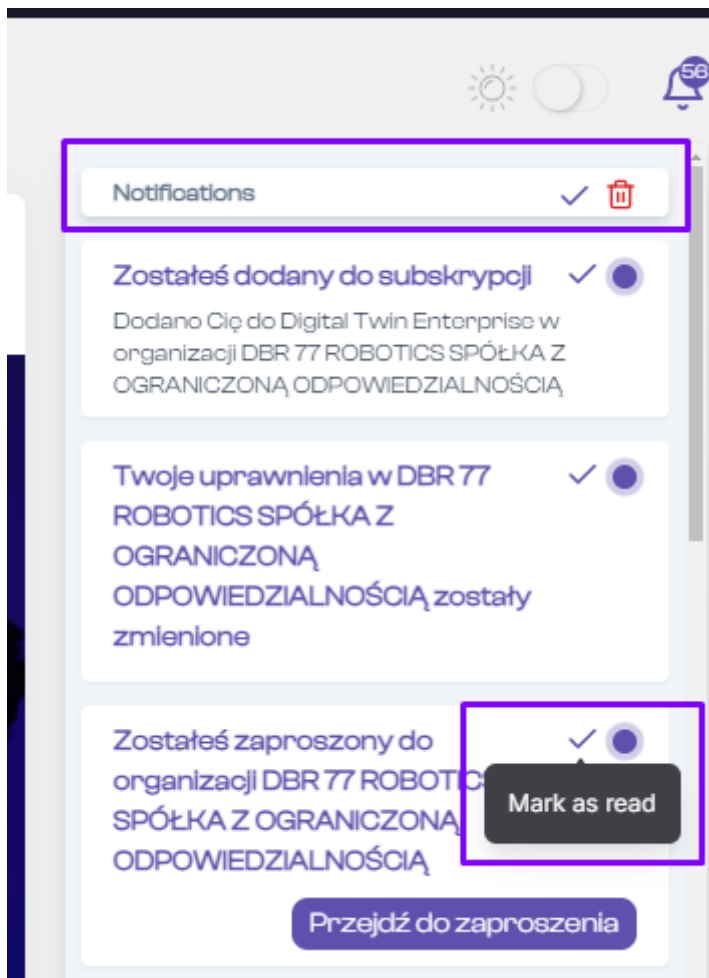 56
Notifications
Zostałeś dodany do subskrypcji
Dodano Cię do Digital Twin Enterprise w
organizacji DBR 77 ROBOTICS SPÓŁKA Z
OGRANICZONĄ ODPOWIEDZIALNOŚCIĄ
Twoje uprawnienia w DBR 77
ROBOTICS SPÓŁKA Z
OGRANICZONĄ
ODPOWIEDZIALNOŚCIĄ zostały
zmienione
Zostałeś zaproszony do
organizacji DBR 77 ROBOTICS
SPÓŁKA Z OGRANICZONĄ
ODPOWIEDZIALNOŚCIĄ
Mark as read
Przejdź do zaproszenia